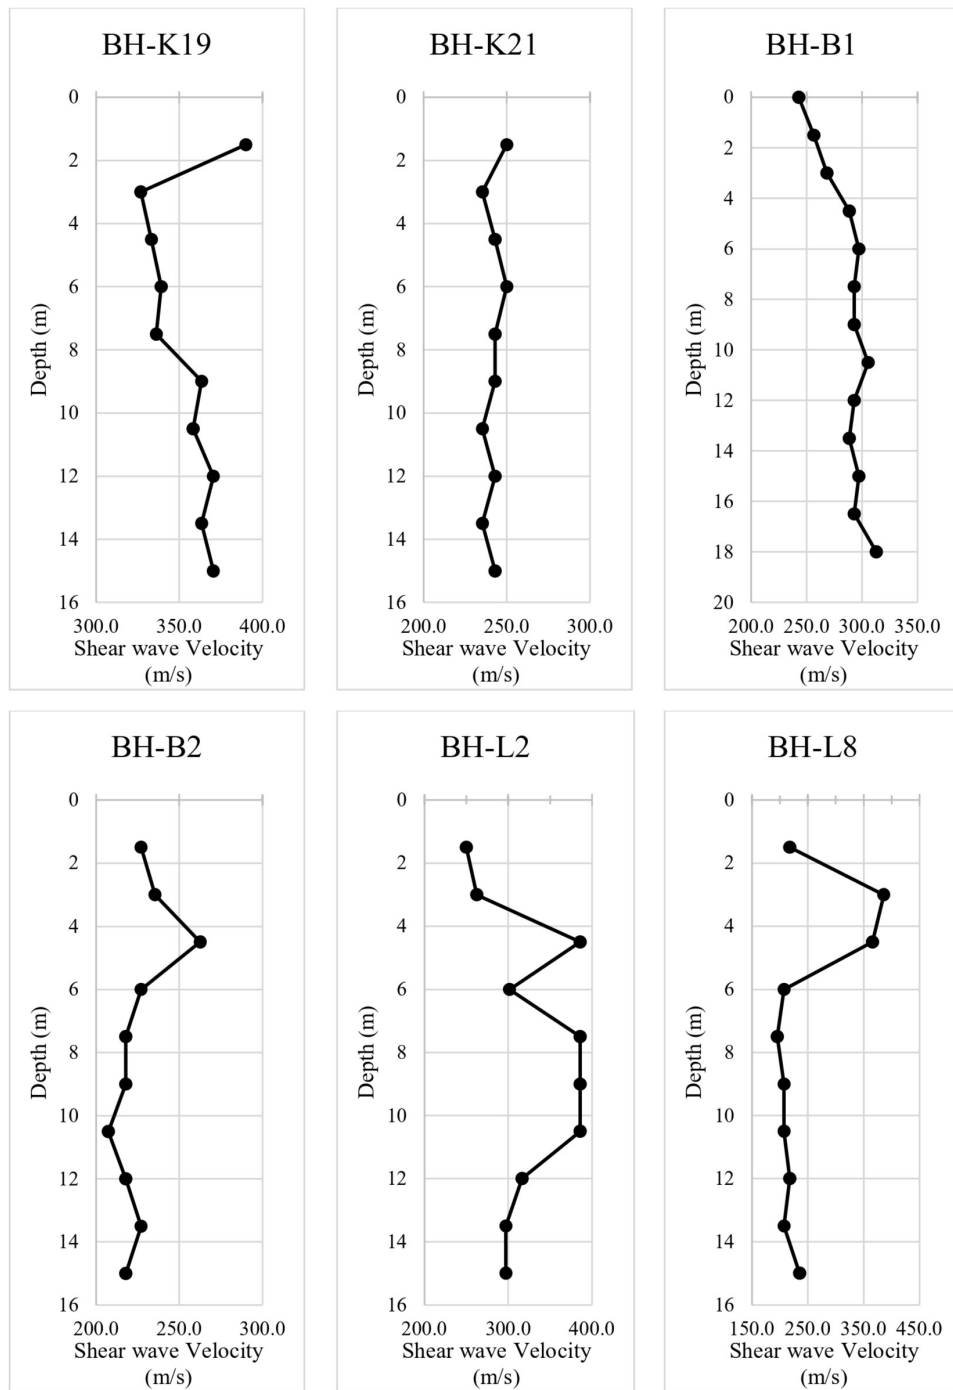 BH-K19
0
2
4
6
8
10
12
14
16
Depth (m)
300.0 350.0 400.0
Shear wave Velocity
(m/s)
BH-K21
0
2
4
6
8
10
12
14
16
Depth (m)
200.0 250.0 300.0
Shear wave Velocity
(m/s)
BH-B1
0
2
4
6
8
10
12
14
16
18
20
Depth (m)
200.0 250.0 300.0 350.0
Shear wave Velocity
(m/s)
BH-B2
0
2
4
6
8
10
12
14
16
Depth (m)
200.0 250.0 300.0
Shear wave Velocity
(m/s)
BH-L2
0
2
4
6
8
10
12
14
16
Depth (m)
200.0 300.0 400.0
Shear wave Velocity
(m/s)
BH-L8
0
2
4
6
8
10
12
14
16
Depth (m)
150.0 250.0 350.0 450.0
Shear wave Velocity
(m/s)